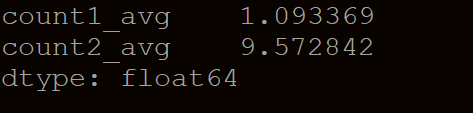 count1_avg    1.093369
count2_avg    9.572842
dtype: float64